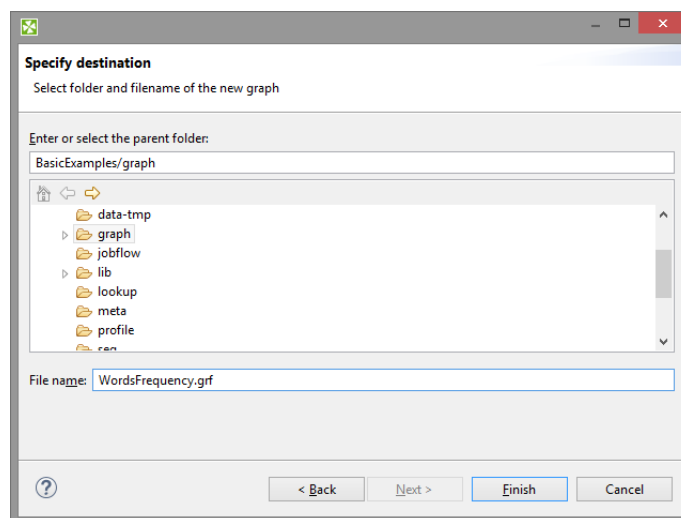 Specify destination
Select folder and filename of the new graph
Enter or select the parent folder:
BasicExamples/graph
data-tmp
graph
jobflow
lib
lookup
meta
profile
seq
File name: WordsFrequency.grf
< Back Next > Finish Cancel